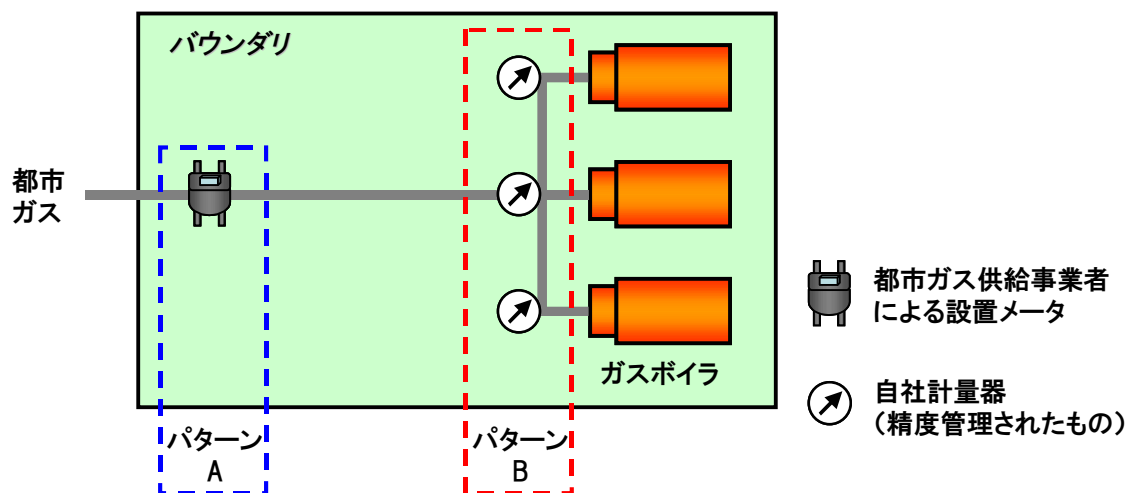 バウンダリ
都市
ガス
ガスボイラ
パターン
A
パターン
B
都市ガス供給事業者
による設置メータ
自社計量器
（精度管理されたもの）